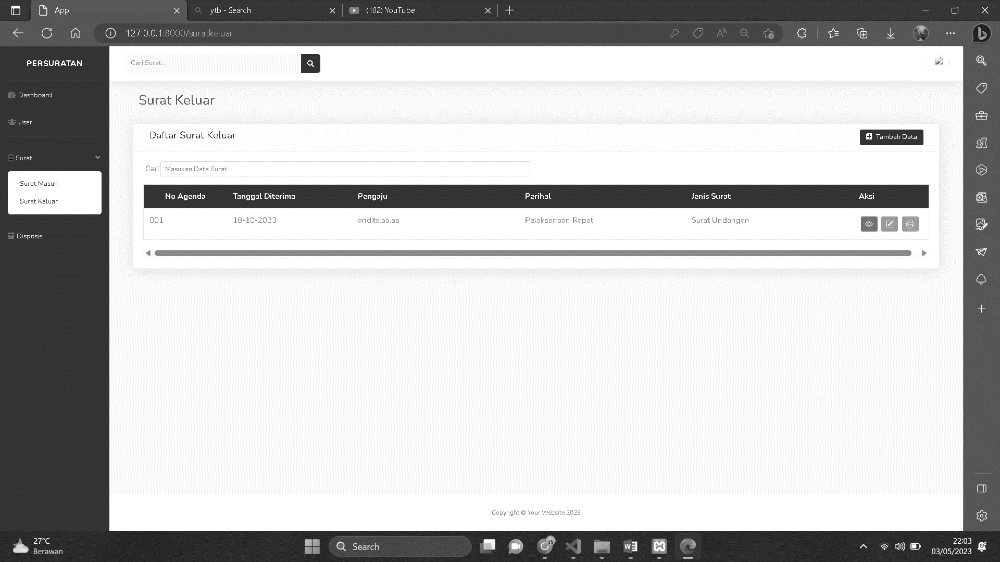 App
ytb - Search
(102) YouTube
127.0.0.1:8000/suratkeluar
PERSURATAN
Dashboard
User
Surat
Surat Masuk
Surat Keluar
Disposisi
Cari Surat...
Surat Keluar
Daftar Surat Keluar
Tambah Data
Cari
Masukan Data Surat
No Agenda Tanggal Diterima Pengaju Perihal Jenis Surat Aksi
001 18-10-2023 andita.aa.aa Pelaksanaan Rapat Surat Undangan
Copyright © Your Website 2023
27°C
Berawan
Search
22:03
03/05/2023